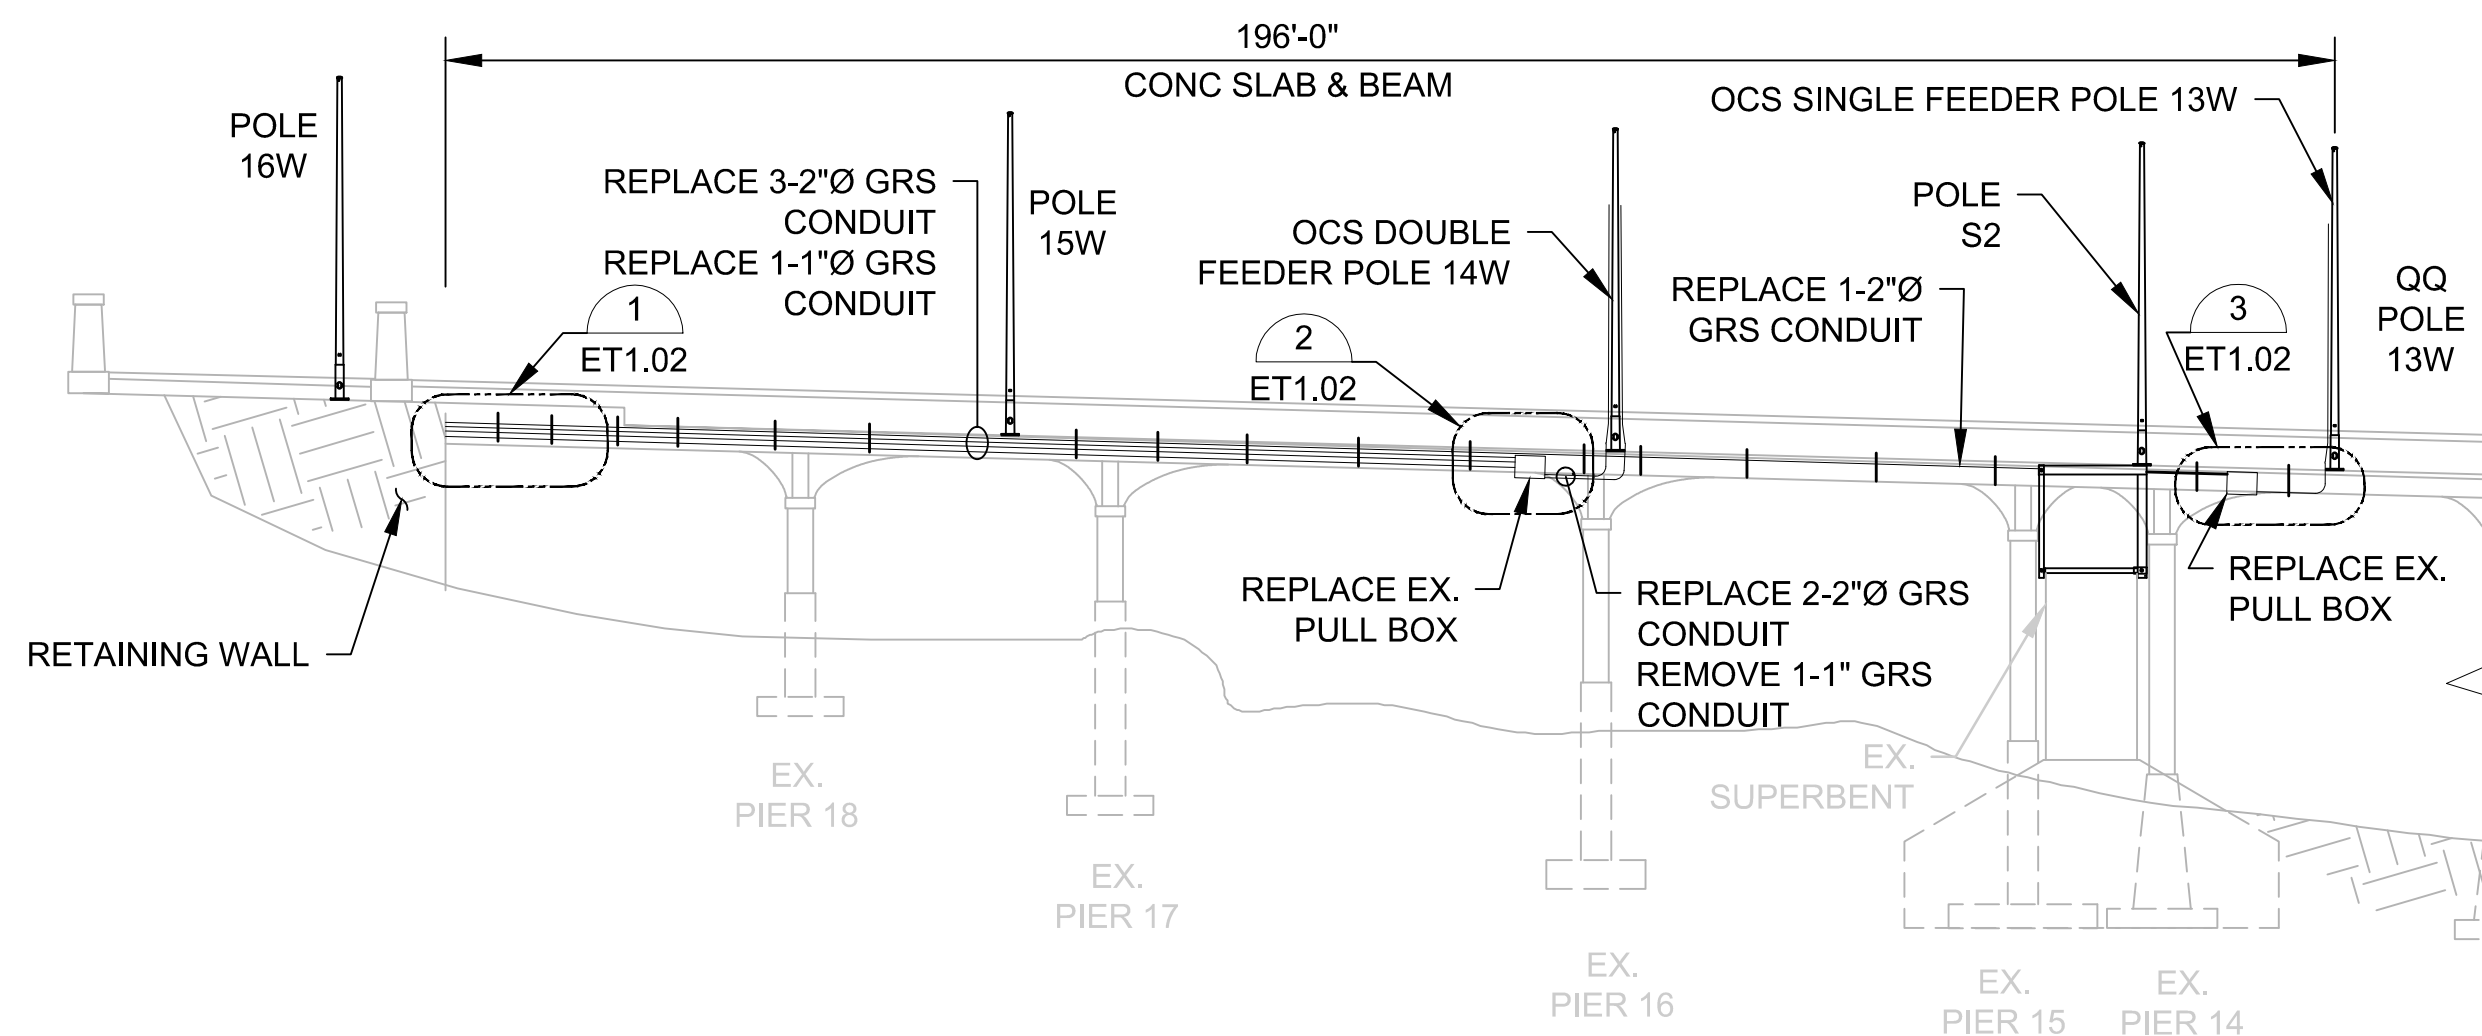 196'-0"
CONC SLAB & BEAM
POLE
16W
REPLACE 3-2"Ø GRS
CONDUIT
REPLACE 1-1"Ø GRS
CONDUIT
1
ET1.02
POLE
15W
OCS DOUBLE
FEEDER POLE 14W
2
ET1.02
OCS SINGLE FEEDER POLE 13W
POLE
S2
REPLACE 1-2"Ø
GRS CONDUIT
3
ET1.02
QQ
POLE
13W
RETAINING WALL
REPLACE EX.
PULL BOX
REPLACE 2-2"Ø GRS
CONDUIT
REMOVE 1-1" GRS
CONDUIT
REPLACE EX.
PULL BOX
EX.
SUPERBENT
EX.
PIER 18
EX.
PIER 17
EX.
PIER 16
EX.
PIER 15
EX.
PIER 14